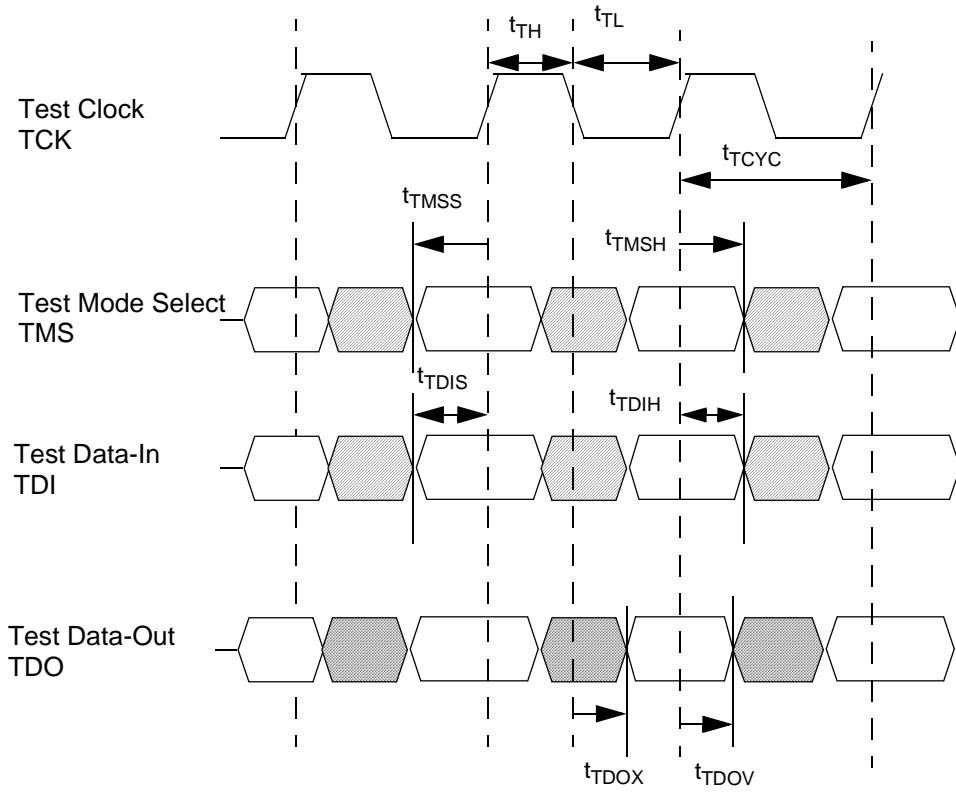 tTH
tTL
Test Clock
TCK
tTCYC
tTMSS
tTMSH
Test Mode Select
TMS
tTDIS
tTDIH
Test Data-In
TDI
Test Data-Out
TDO
tTDOX
tTDOV